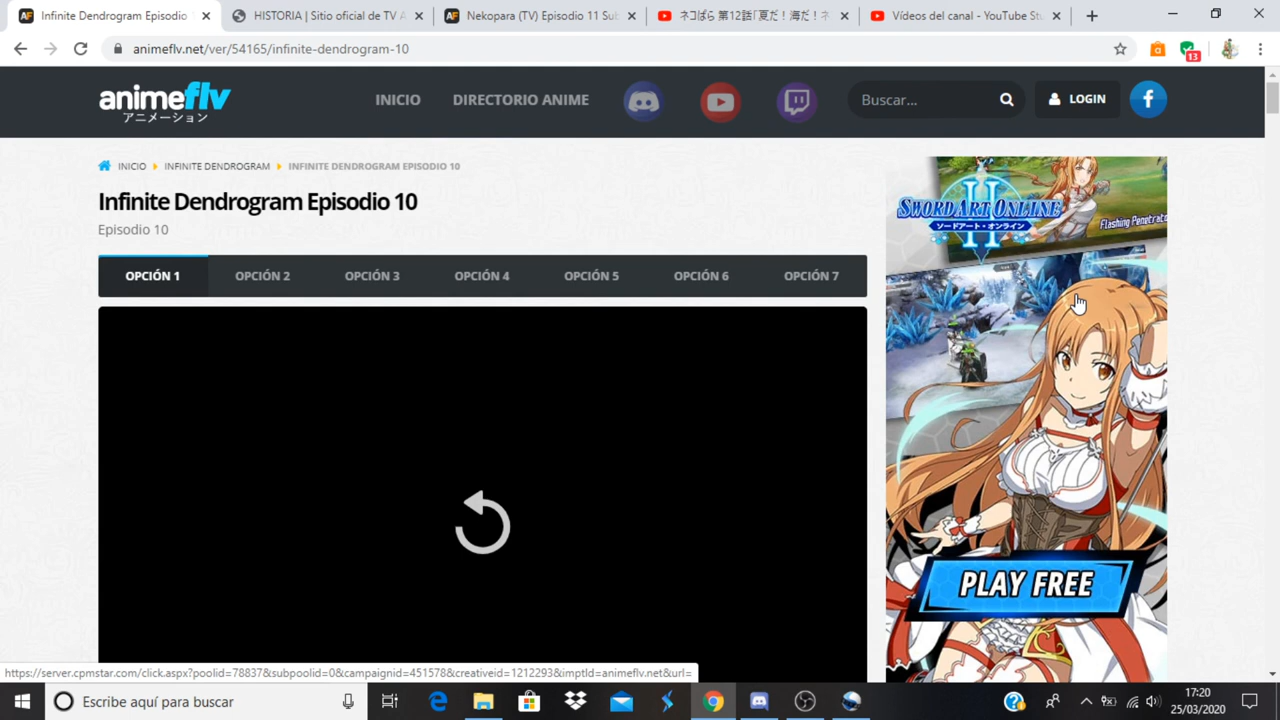 Infinite Dendrogram Episodio
HISTORIA | Sitio oficial de TV A
Nekopara (TV) Episodio 11 Sub
ネコぱら 第12話「夏だ！海だ！ネ
Vídeos del canal - YouTube Stu
animeflv.net/ver/54165/infinite-dendrogram-10
13
animeflv
アニメーション
INICIO
DIRECTORIO ANIME
Buscar...
LOGIN
INICIO
INFINITE DENDROGRAM
INFINITE DENDROGRAM EPISODIO 10
Infinite Dendrogram Episodio 10
Episodio 10
OPCIÓN 1
OPCIÓN 2
OPCIÓN 3
OPCIÓN 4
OPCIÓN 5
OPCIÓN 6
OPCIÓN 7
SWORD ART ONLINE
II
ソードアート・オンライン
Flashing Penetrato
PLAY FREE
https://server.cpmstar.com/click.aspx?poolid=78837&subpoolid=0&campaignid=451578&creativeid=1212293&imptId=animeflv.net&url=
Escribe aquí para buscar
17:20
25/03/2020